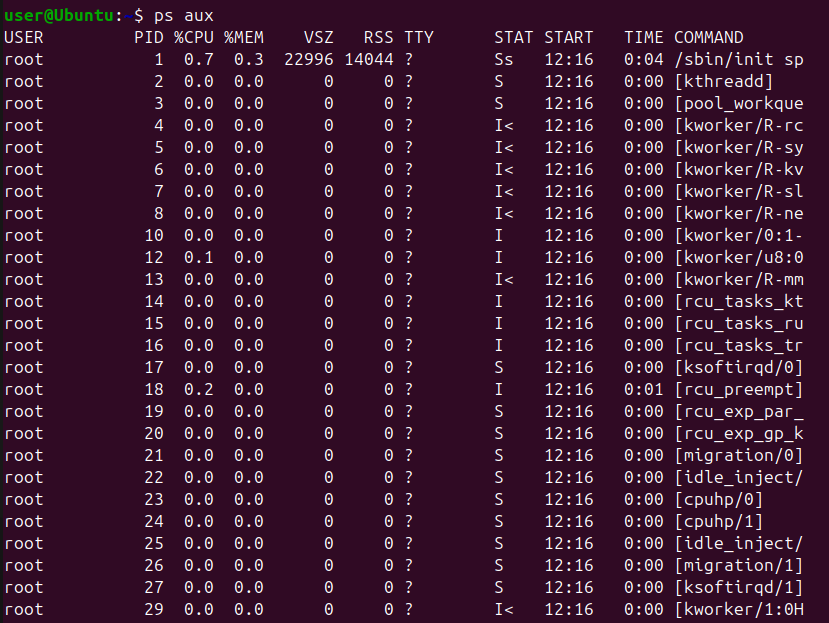 user@Ubuntu:~$ ps aux
USER         PID %CPU %MEM    VSZ   RSS TTY        STAT START   TIME COMMAND
root           1  0.7  0.3  22996 14044 ?        Ss   12:16   0:04 /sbin/init sp
root           2  0.0  0.0      0     0 ?        S    12:16   0:00 [kthreadd]
root           3  0.0  0.0      0     0 ?        S    12:16   0:00 [pool_workque
root           4  0.0  0.0      0     0 ?        I<   12:16   0:00 [kworker/R-rc
root           5  0.0  0.0      0     0 ?        I<   12:16   0:00 [kworker/R-sy
root           6  0.0  0.0      0     0 ?        I<   12:16   0:00 [kworker/R-kv
root           7  0.0  0.0      0     0 ?        I<   12:16   0:00 [kworker/R-sl
root           8  0.0  0.0      0     0 ?        I<   12:16   0:00 [kworker/R-ne
root          10  0.0  0.0      0     0 ?        I    12:16   0:00 [kworker/0:1-
root          12  0.1  0.0      0     0 ?        I    12:16   0:00 [kworker/u8:0
root          13  0.0  0.0      0     0 ?        I<   12:16   0:00 [kworker/R-mm
root          14  0.0  0.0      0     0 ?        I    12:16   0:00 [rcu_tasks_kt
root          15  0.0  0.0      0     0 ?        I    12:16   0:00 [rcu_tasks_ru
root          16  0.0  0.0      0     0 ?        I    12:16   0:00 [rcu_tasks_tr
root          17  0.0  0.0      0     0 ?        S    12:16   0:00 [ksoftirqd/0]
root          18  0.2  0.0      0     0 ?        I    12:16   0:01 [rcu_preempt]
root          19  0.0  0.0      0     0 ?        S    12:16   0:00 [rcu_exp_par_
root          20  0.0  0.0      0     0 ?        S    12:16   0:00 [rcu_exp_gp_k
root          21  0.0  0.0      0     0 ?        S    12:16   0:00 [migration/0]
root          22  0.0  0.0      0     0 ?        S    12:16   0:00 [idle_inject/
root          23  0.0  0.0      0     0 ?        S    12:16   0:00 [cpuhp/0]
root          24  0.0  0.0      0     0 ?        S    12:16   0:00 [cpuhp/1]
root          25  0.0  0.0      0     0 ?        S    12:16   0:00 [idle_inject/
root          26  0.0  0.0      0     0 ?        S    12:16   0:00 [migration/1]
root          27  0.0  0.0      0     0 ?        S    12:16   0:00 [ksoftirqd/1]
root          29  0.0  0.0      0     0 ?        I<   12:16   0:00 [kworker/1:0H